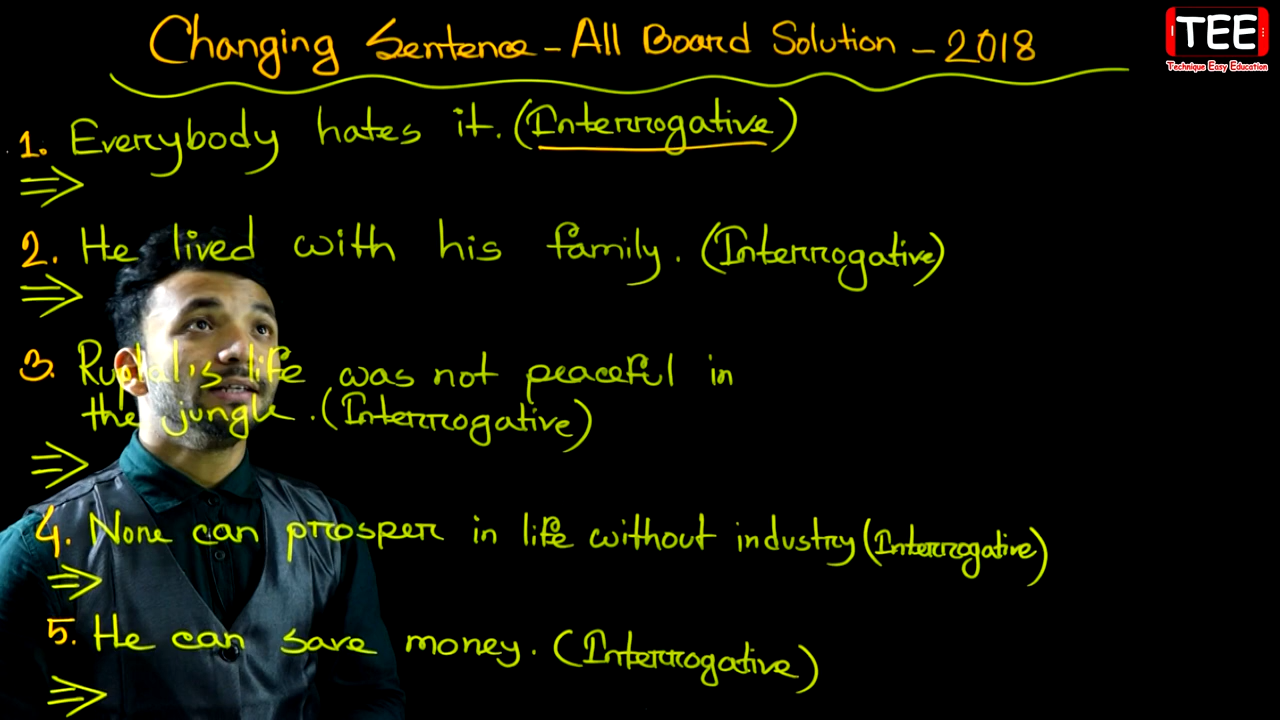 Changing Sentence - All Board Solution - 2018
TEE
Technique Easy Education
1. Everybody hates it. (Interrogative)
⇒
2. He lived with his family. (Interrogative)
⇒
3. Ruplal's life was not peaceful in
the jungle. (Interrogative)
⇒
4. None can prosper in life without industry (Interrogative)
⇒
5. He can save money. (Interrogative)
⇒